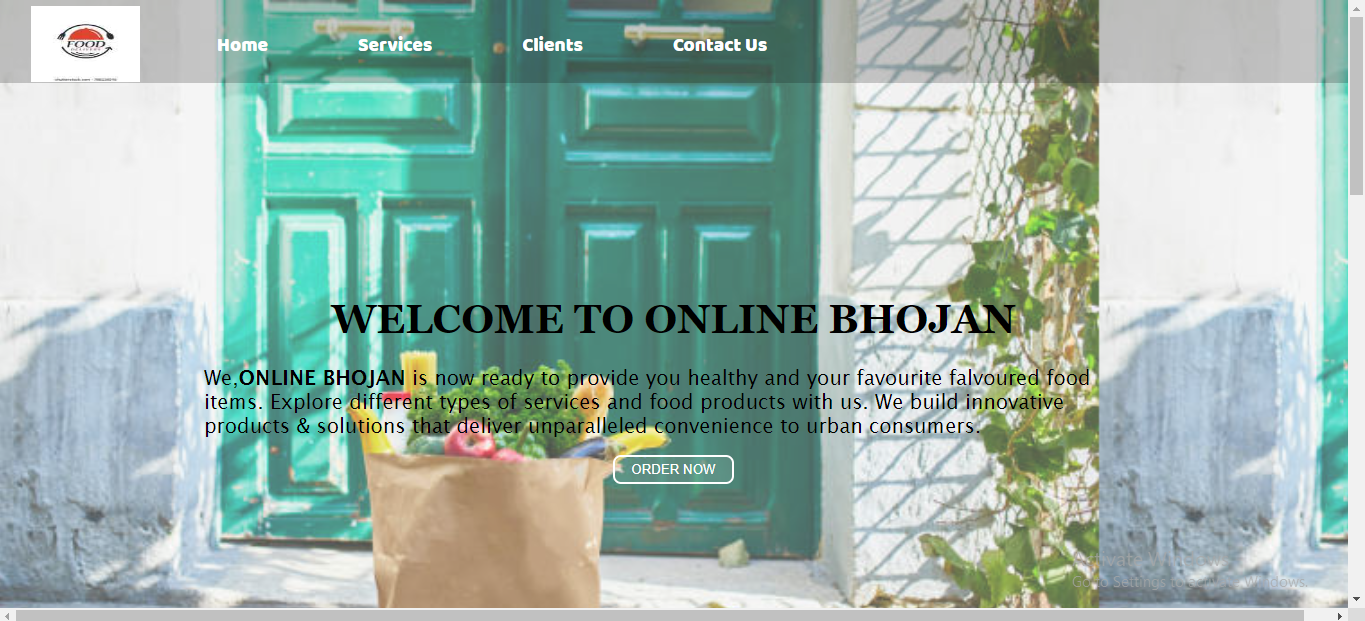 FOOD
DELIVERY
Home Services Clients Contact Us
WELCOME TO ONLINE BHOJAN
We,ONLINE BHOJAN is now ready to provide you healthy and your favourite falvoured food
items. Explore different types of services and food products with us. We build innovative
products & solutions that deliver unparalleled convenience to urban consumers.
ORDER NOW
Activate Windows
Go to Settings to activate Windows.